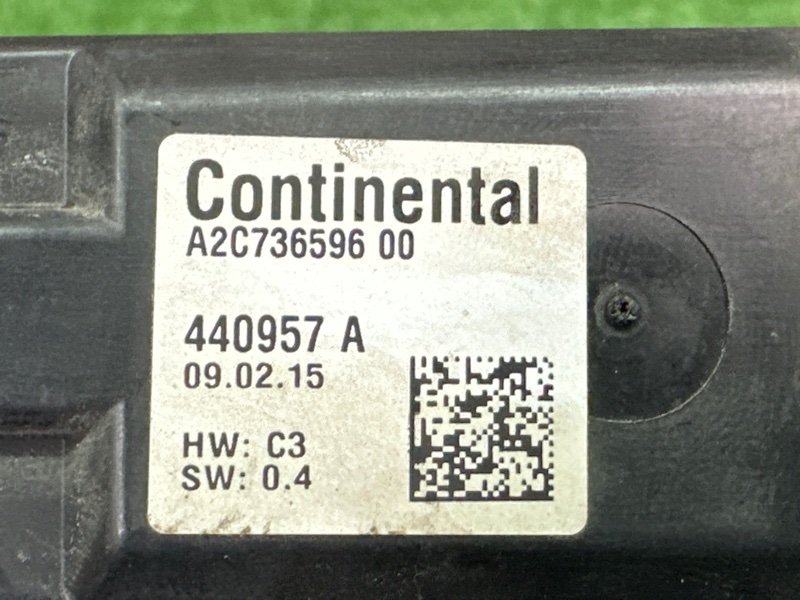 Continental
A2C736596 00
440957 A
09.02.15
HW: C3
SW: 0.4